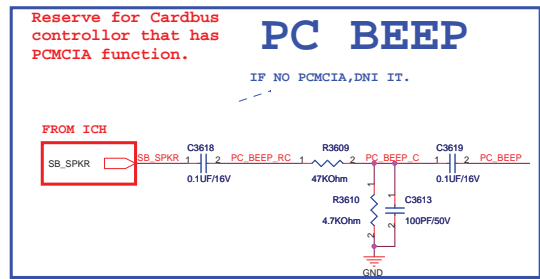 Reserve for Cardbus
controllor that has
PCMCIA function.
PC BEEP
IF NO PCMCIA,DNI IT.
FROM ICH
SB_SPKR
SB_SPKR
1
C3618
2
0.1UF/16V
PC_BEEP_RC
1
R3609
2
47KOhm
PC_BEEP_C
1
C3619
2
0.1UF/16V
PC_BEEP
1
R3610
4.7KOhm
2
1
C3613
100PF/50V
2
GND